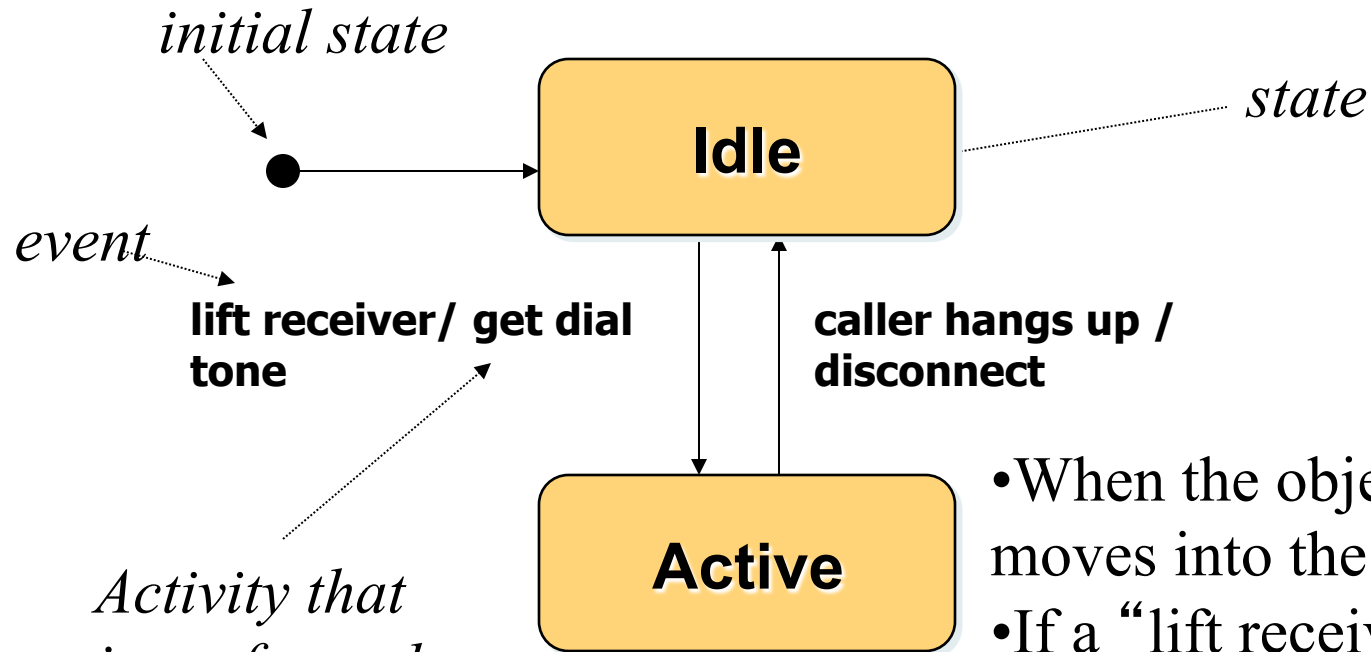 initial state
Idle
state
event
lift receiver/ get dial
tone
caller hangs up /
disconnect
•When the obje
moves into the
Active
Activity that
•If a “lift receiv